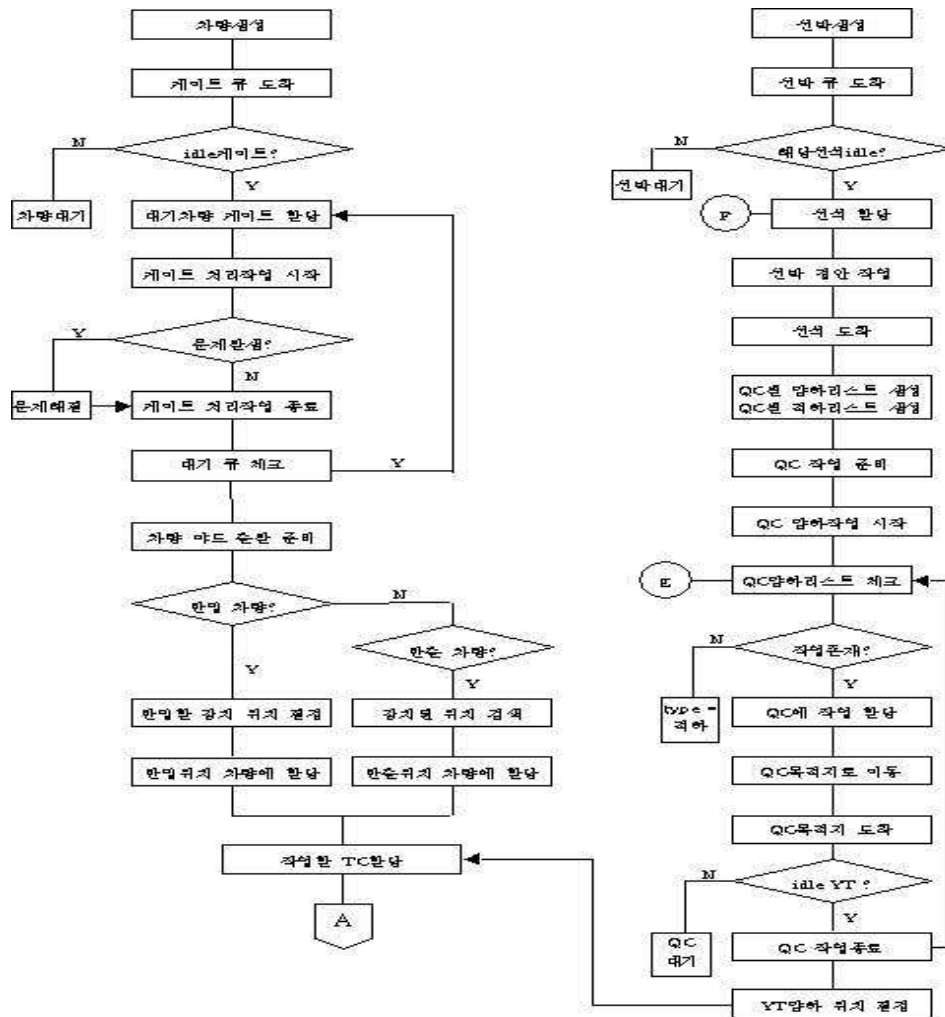 차량생성
게이트 큐 도착
idle게이트?
N
Y
차량대기
대기차량 게이트 할당
게이트 처리작업 시작
문제발생?
Y
N
문제해결
게이트 처리작업 종료
대기 큐 체크
Y
차량 야드 출발 준비
반입 차량?
N
Y
반출 차량?
Y
반입할 장치 위치 결정
장치된 위치 검색
반입위치 차량에 할당
반출위치 차량에 할당
작업할 TC할당
A
선박생성
선박 큐 도착
해당선석idle?
N
Y
선박대기
F
선석 할당
선박 접안 작업
선석 도착
QC별 양하리스트 생성
QC별 적하리스트 생성
QC 작업 준비
QC 양하작업 시작
E
QC양하리스트 체크
작업존재?
N
Y
type =
적하
QC에 작업 할당
QC목적지로 이동
QC목적지 도착
idle YT ?
N
Y
QC
대기
QC 작업종료
YT양하 위치 결정